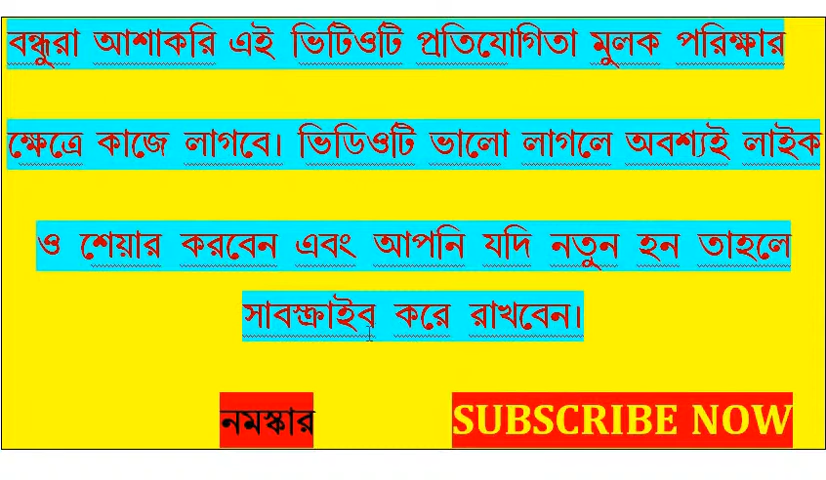 বন্ধুরা আশাকরি এই ভিটিওটি প্রতিযোগিতা মুলক পরিক্ষার
ক্ষেত্রে কাজে লাগবে। ভিডিওটি ভালো লাগলে অবশ্যই লাইক
ও শেয়ার করবেন এবং আপনি যদি নতুন হন তাহলে
সাবস্ক্রাইব করে রাখবেন।
নমস্কার SUBSCRIBE NOW